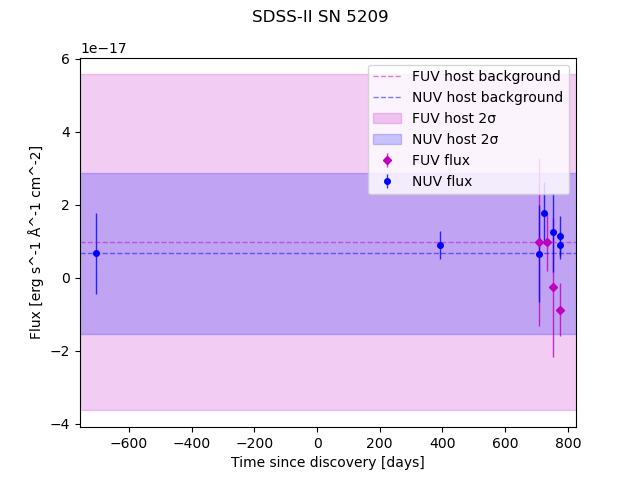 SDSS-II SN 5209
1e−17
FUV host background
NUV host background
FUV host 2σ
NUV host 2σ
FUV flux
NUV flux
6
4
2
0
−2
−4
Flux [erg s^-1 Å^-1 cm^-2]
−600 −400 −200 0 200 400 600 800
Time since discovery [days]